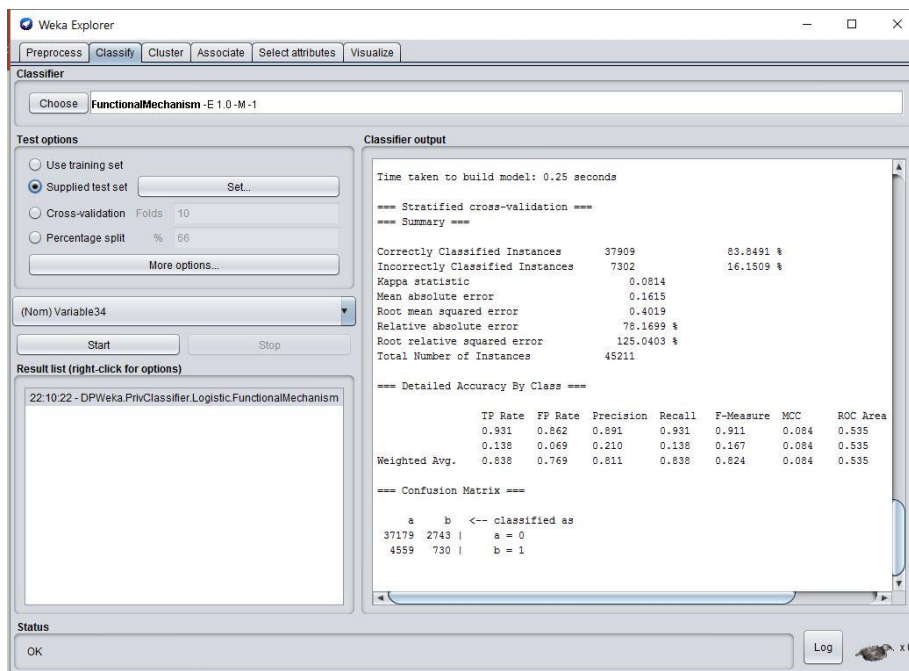 Weka Explorer
Preprocess Classify Cluster Associate Select attributes Visualize
Classifier
Choose FunctionalMechanism -E 1.0 -M -1
Test options
Use training set
Supplied test set Set...
Cross-validation Folds 10
Percentage split % 66
More options...
(Nom) Variable34
Start Stop
Result list (right-click for options)
22:10:22 - DPWeka.PrivClassifier.Logistic.FunctionalMechanism
Classifier output
Time taken to build model: 0.25 seconds
=== Stratified cross-validation ===
=== Summary ===
Correctly Classified Instances 37909 83.8491 %
Incorrectly Classified Instances 7302 16.1509 %
Kappa statistic 0.0814
Mean absolute error 0.1615
Root mean squared error 0.4019
Relative absolute error 78.1699 %
Root relative squared error 125.0403 %
Total Number of Instances 45211
=== Detailed Accuracy By Class ===
TP Rate FP Rate Precision Recall F-Measure MCC ROC Area
0.931 0.862 0.891 0.931 0.911 0.084 0.535
0.138 0.069 0.210 0.138 0.167 0.084 0.535
Weighted Avg. 0.838 0.769 0.811 0.838 0.824 0.084 0.535
=== Confusion Matrix ===
a b <-- classified as
37179 2743 | a = 0
4559 730 | b = 1
Status
OK
Log